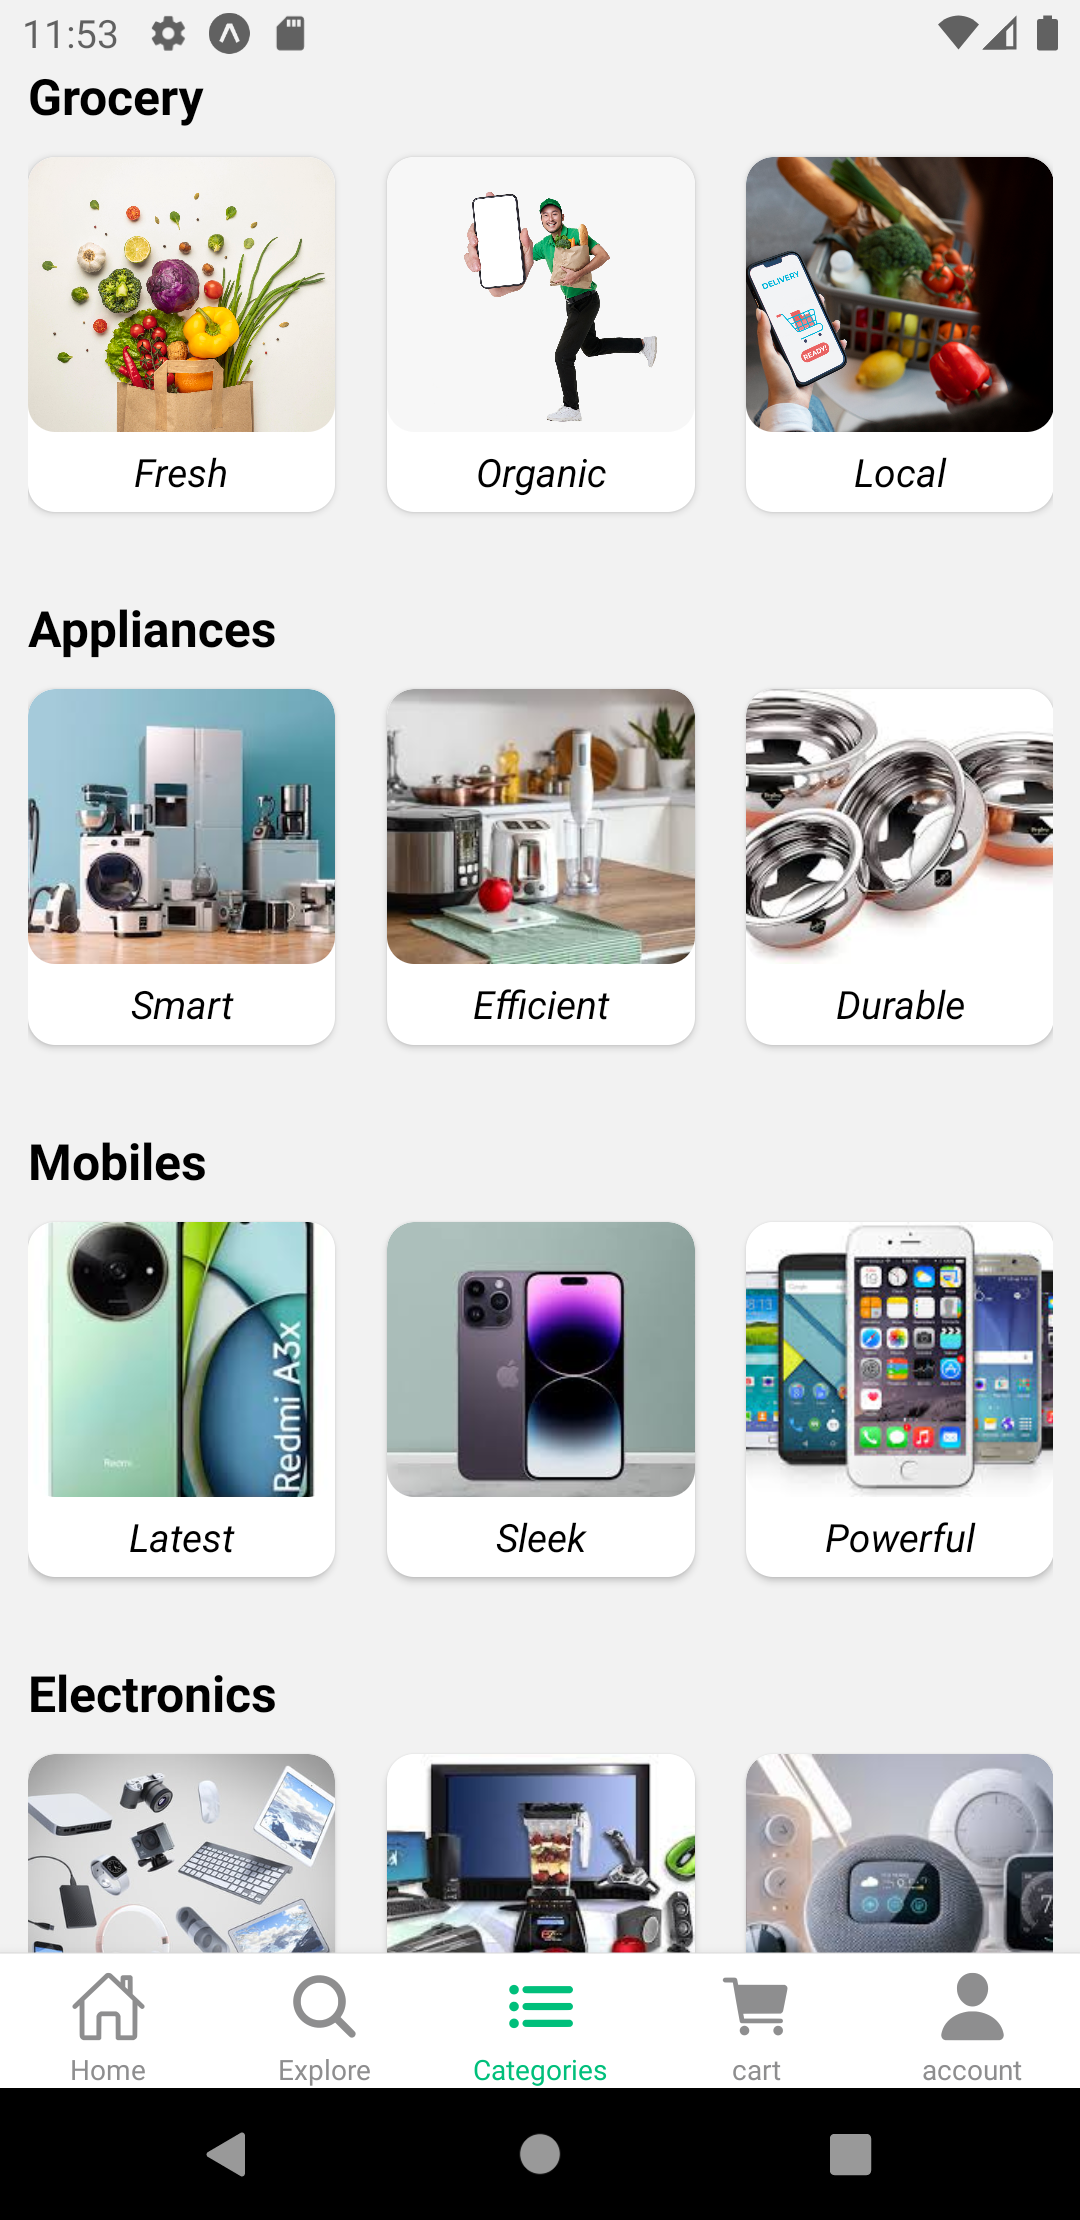 11:53
Grocery
DELIVERY
READY!
Fresh
Organic
Local
Appliances
Smart
Efficient
Durable
Mobiles
Redmi A3x
Redmi
Latest
Sleek
Powerful
Electronics
Home
Explore
Categories
cart
account